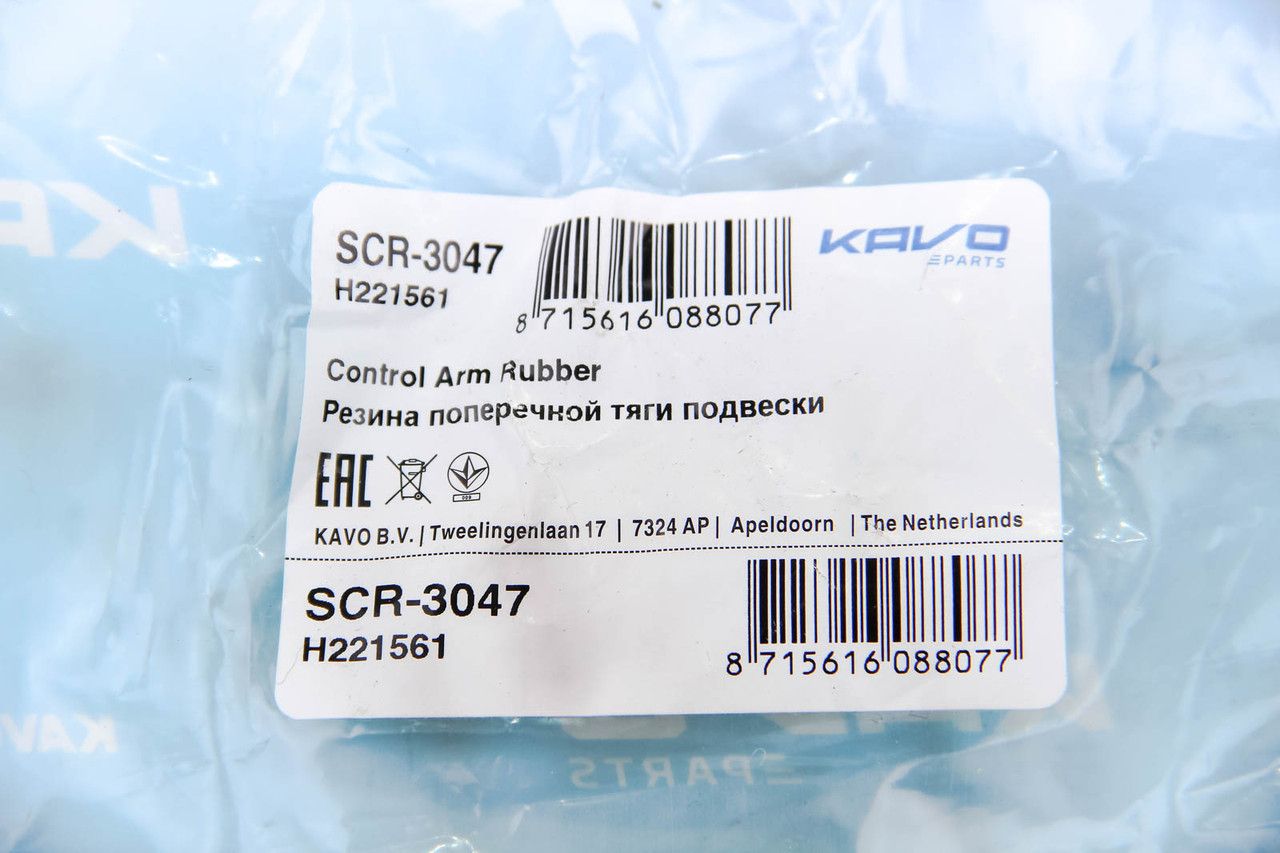 SCR-3047
H221561
8 715616 088077
KAVO
PARTS
Control Arm Rubber
Резина поперечной тяги подвески
EAC
009
KAVO B.V. | Tweelingenlaan 17 | 7324 AP | Apeldoorn | The Netherlands
SCR-3047
H221561
8 715616 088077
PARTS